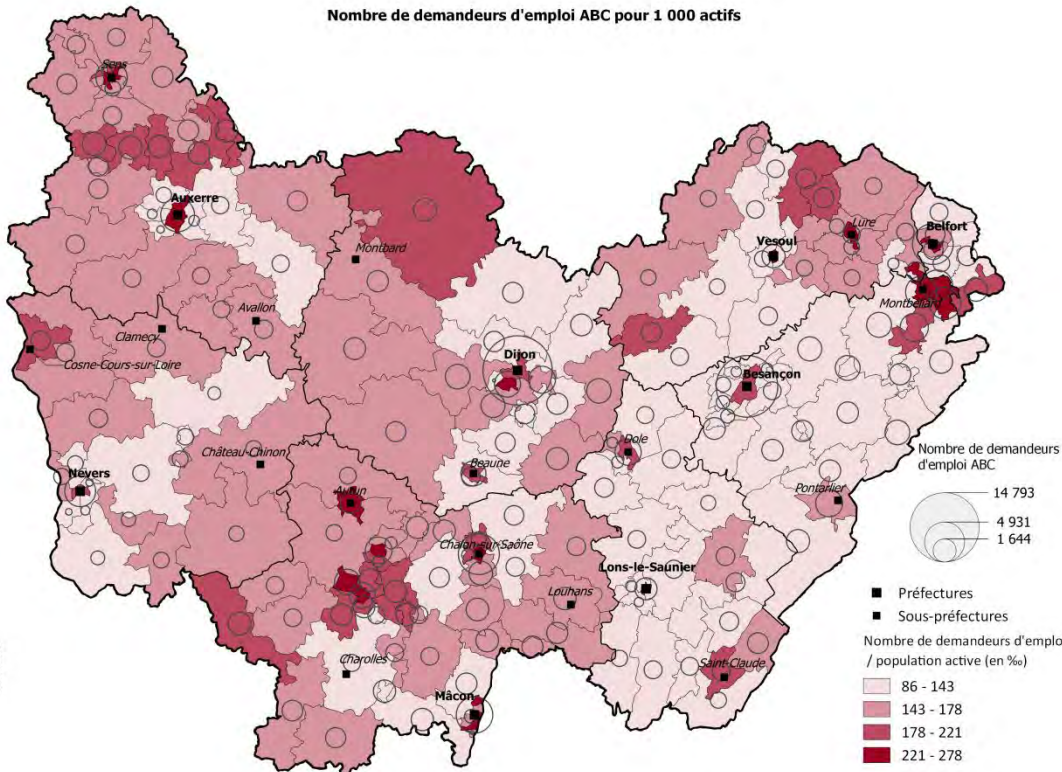 Nombre de demandeurs d'emploi ABC pour 1 000 actifs
Sens
Auxerre
Montbard
Lure
Belfort
Vesoul
Montbéliard
Avallon
Clamecy
Cosne-Cours-sur-Loire
Dijon
Besançon
Dole
Château-Chinon
Nevers
Beaune
Autun
Pontarlier
Chalon-sur-Saône
Lons-le-Saunier
Louhans
Charolles
Saint-Claude
Mâcon
Nombre de demandeurs
d'emploi ABC
14 793
4 931
1 644
Préfectures
Sous-préfectures
Nombre de demandeurs d'emplo
/ population active (en ‰)
86 - 143
143 - 178
178 - 221
221 - 278